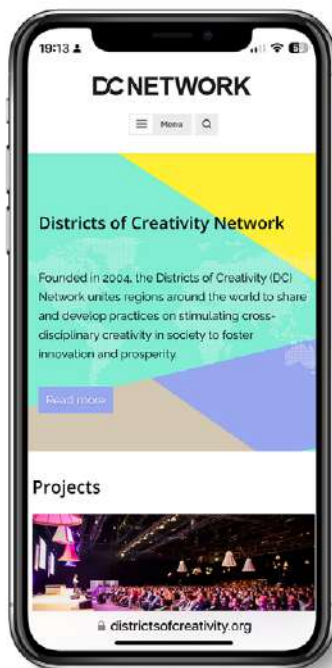 19:13
DC NETWORK
Menu
Districts of Creativity Network
Founded in 2004, the Districts of Creativity (DC)
Network unites regions around the world to share
and develop practices on stimulating cross-
disciplinary creativity in society to foster
innovation and prosperity.
Read more
Projects
districtsofcreativity.org